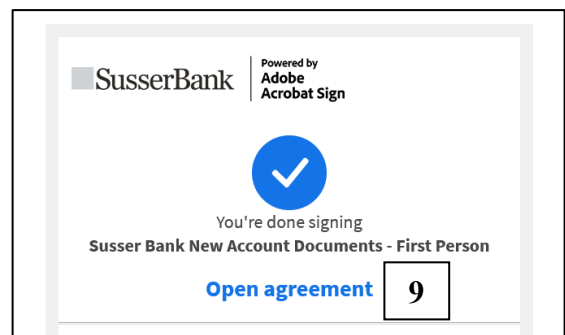 SusserBank
Powered by
Adobe
Acrobat Sign
You're done signing
Susser Bank New Account Documents - First Person
Open agreement 9